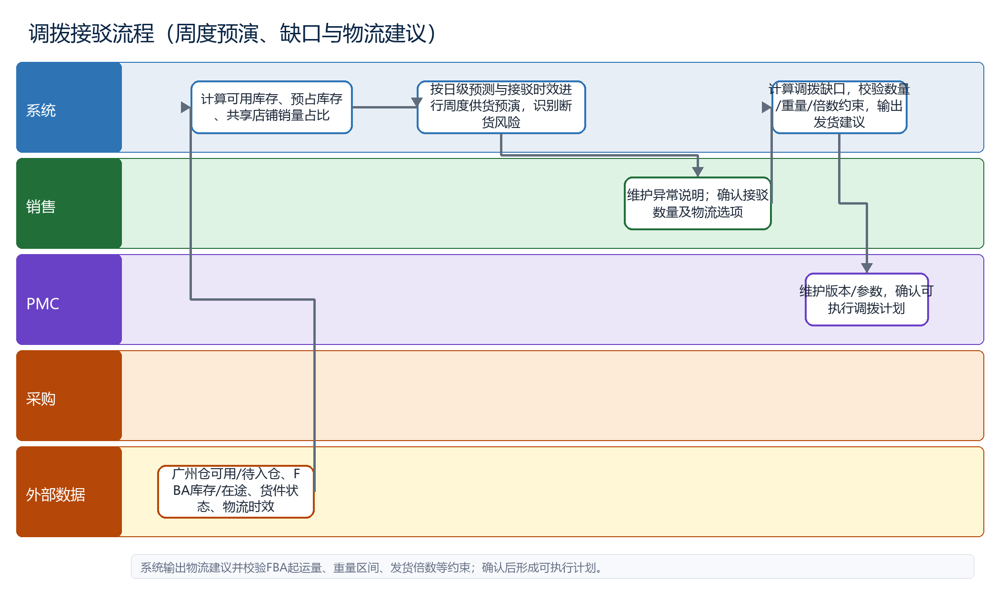 调拨接驳流程（周度预演、缺口与物流建议）
系统
计算可用库存、预占库存
、共享店铺销量占比
按日级预测与接驳时效进
行周度供货预演，识别断
货风险
计算调拨缺口，校验数量
/重量/倍数约束，输出
发货建议
销售
维护异常说明；确认接驳
数量及物流选项
PMC
维护版本/参数，确认可
执行调拨计划
采购
外部数据
广州仓可用/待入仓、F
BA库存/在途、货件状
态、物流时效
系统输出物流建议并校验FBA起运量、重量区间、发货倍数等约束；确认后形成可执行计划。